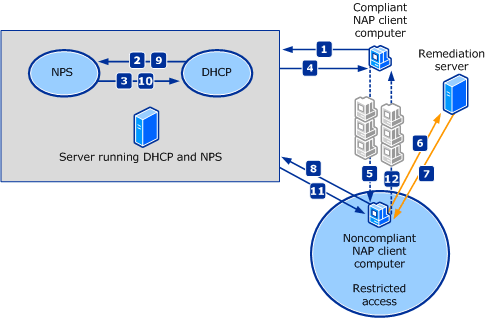 Compliant
NAP client
computer
Remediation
server
1
2
9
NPS
DHCP
3
10
4
Server running DHCP and NPS
5
12
6
7
8
11
Noncompliant
NAP client
computer
Restricted
access